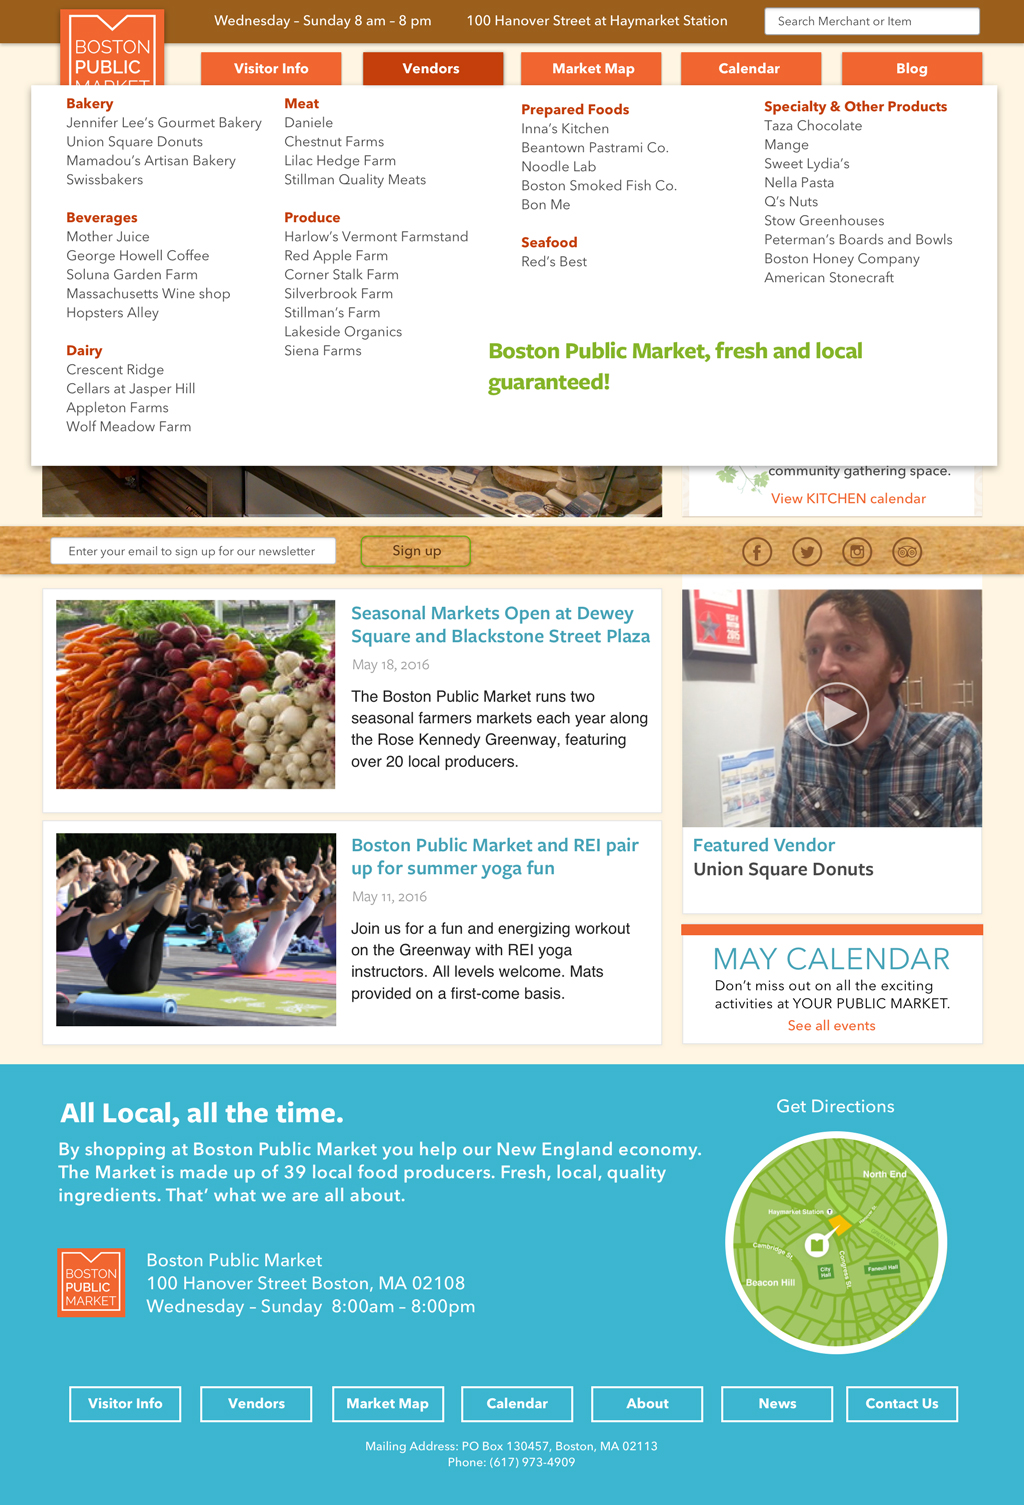 Wednesday – Sunday 8 am – 8 pm
100 Hanover Street at Haymarket Station
Search Merchant or Item
BOSTON
PUBLIC
MARKET
Visitor Info
Vendors
Market Map
Calendar
Blog
Bakery
Jennifer Lee's Gourmet Bakery
Union Square Donuts
Mamadou's Artisan Bakery
Swissbakers
Beverages
Mother Juice
George Howell Coffee
Soluna Garden Farm
Massachusetts Wine shop
Hopsters Alley
Dairy
Crescent Ridge
Cellars at Jasper Hill
Appleton Farms
Wolf Meadow Farm
Meat
Daniele
Chestnut Farms
Lilac Hedge Farm
Stillman Quality Meats
Produce
Harlow's Vermont Farmstand
Red Apple Farm
Corner Stalk Farm
Silverbrook Farm
Stillman's Farm
Lakeside Organics
Siena Farms
Prepared Foods
Inna's Kitchen
Beantown Pastrami Co.
Noodle Lab
Boston Smoked Fish Co.
Bon Me
Seafood
Red's Best
Specialty & Other Products
Taza Chocolate
Mange
Sweet Lydia's
Nella Pasta
Q's Nuts
Stow Greenhouses
Peterman's Boards and Bowls
Boston Honey Company
American Stonecraft
Boston Public Market, fresh and local
guaranteed!
community gathering space.
View KITCHEN calendar
Enter your email to sign up for our newsletter
Sign up
Seasonal Markets Open at Dewey
Square and Blackstone Street Plaza
May 18, 2016
The Boston Public Market runs two
seasonal farmers markets each year along
the Rose Kennedy Greenway, featuring
over 20 local producers.
Boston Public Market and REI pair
up for summer yoga fun
May 11, 2016
Join us for a fun and energizing workout
on the Greenway with REI yoga
instructors. All levels welcome. Mats
provided on a first-come basis.
BOSTON
2015
Featured Vendor
Union Square Donuts
MAY CALENDAR
Don't miss out on all the exciting
activities at YOUR PUBLIC MARKET.
See all events
All Local, all the time.
By shopping at Boston Public Market you help our New England economy.
The Market is made up of 39 local food producers. Fresh, local, quality
ingredients. That' what we are all about.
BOSTON
PUBLIC
MARKET
Boston Public Market
100 Hanover Street Boston, MA 02108
Wednesday – Sunday 8:00am – 8:00pm
Get Directions
North End
Haymarket Station T
Cambridge St.
Congress St.
City
Hall
Faneuil Hall
Beacon Hill
Visitor Info
Vendors
Market Map
Calendar
About
News
Contact Us
Mailing Address: PO Box 130457, Boston, MA 02113
Phone: (617) 973-4909